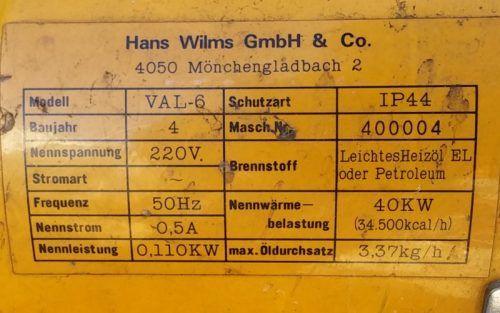 Hans Wilms GmbH & Co.
4050 Mönchengladbach 2
Modell VAL-6 Schutzart IP44
Baujahr 4 Masch.Nr. 400004
Nennspannung 220V. Brennstoff LeichtesHeizöl EL
oder Petroleum
Stromart ~
Frequenz 50Hz Nennwärme-
belastung 40KW
(34.500kcal/h)
Nennstrom 0,5A
Nennleistung 0,110KW max.Öldurchsatz 3,37kg/h